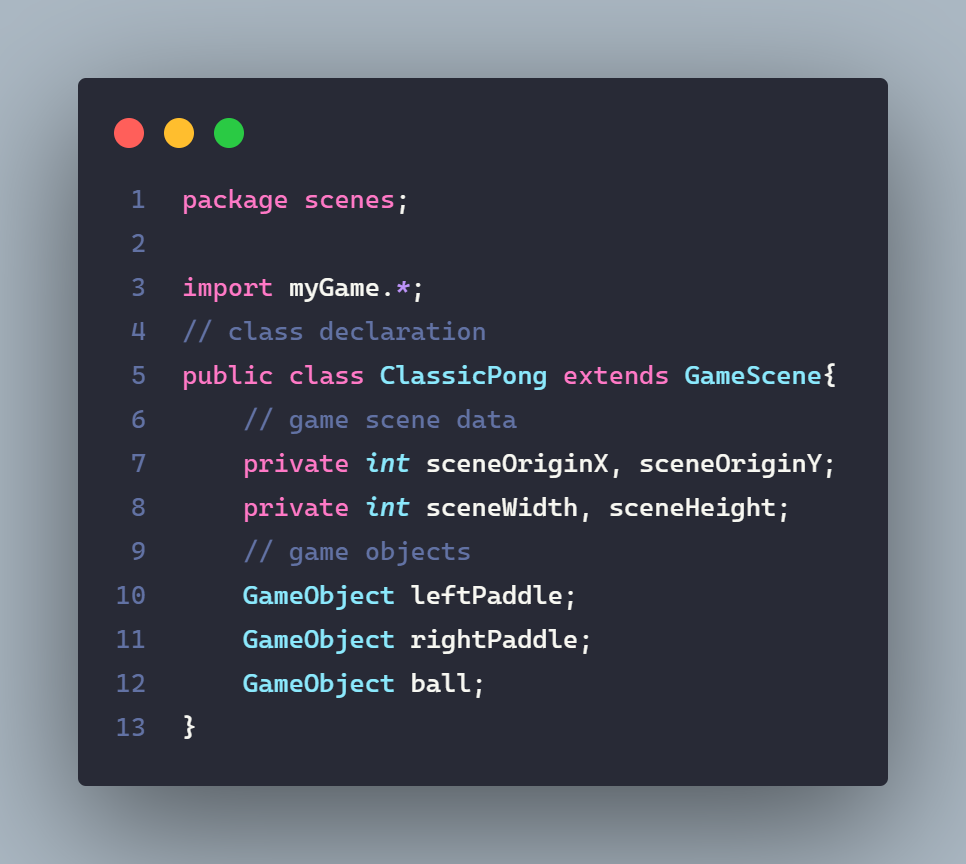 1 package scenes;
2
3 import myGame.*;
4 // class declaration
5 public class ClassicPong extends GameScene{
6     // game scene data
7     private int sceneOriginX, sceneOriginY;
8     private int sceneWidth, sceneHeight;
9     // game objects
10     GameObject leftPaddle;
11     GameObject rightPaddle;
12     GameObject ball;
13 }